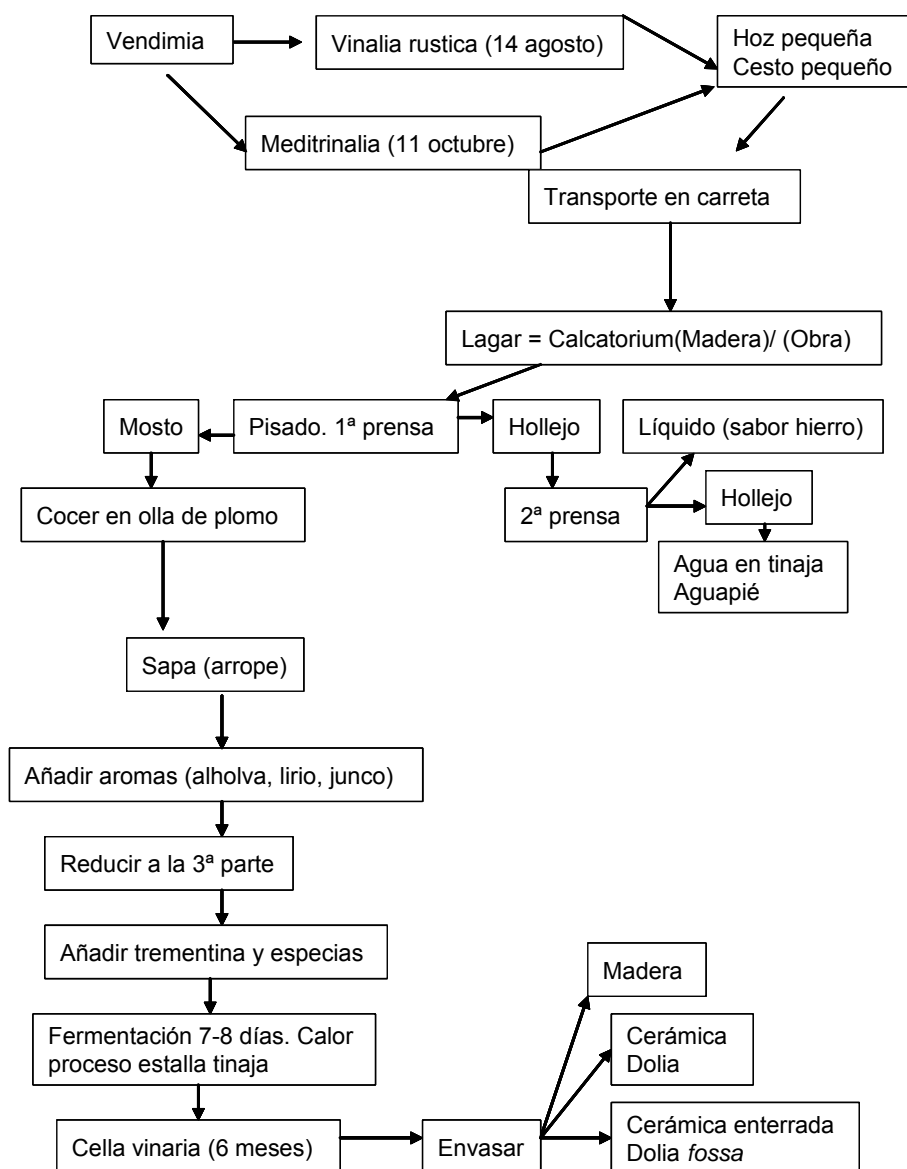 Vendimia
Vinalia rustica (14 agosto)
Hoz pequeña
Cesto pequeño
Meditrinalia (11 octubre)
Transporte en carreta
Lagar = Calcatorium(Madera)/ (Obra)
Mosto
Pisado. 1ª prensa
Hollejo
Líquido (sabor hierro)
Cocer en olla de plomo
2ª prensa
Hollejo
Agua en tinaja
Aguapié
Sapa (arrope)
Añadir aromas (alholva, lirio, junco)
Reducir a la 3ª parte
Añadir trementina y especias
Madera
Fermentación 7-8 días. Calor
proceso estalla tinaja
Cerámica
Dolia
Cella vinaria (6 meses)
Envasar
Cerámica enterrada
Dolia fossa